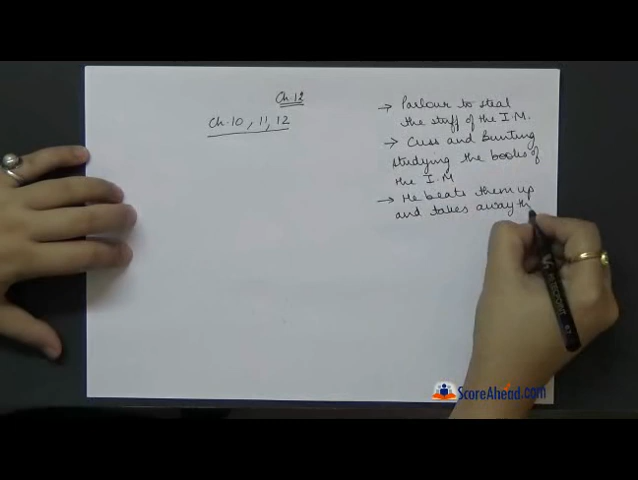 Ch.12
Ch.10, 11, 12
→ Parlour to steal
the stuff of the I.M.
→ Cuss and Bunting
studying the books of
the I.M
→ He beats them up
and takes away th
ScoreAhead.com